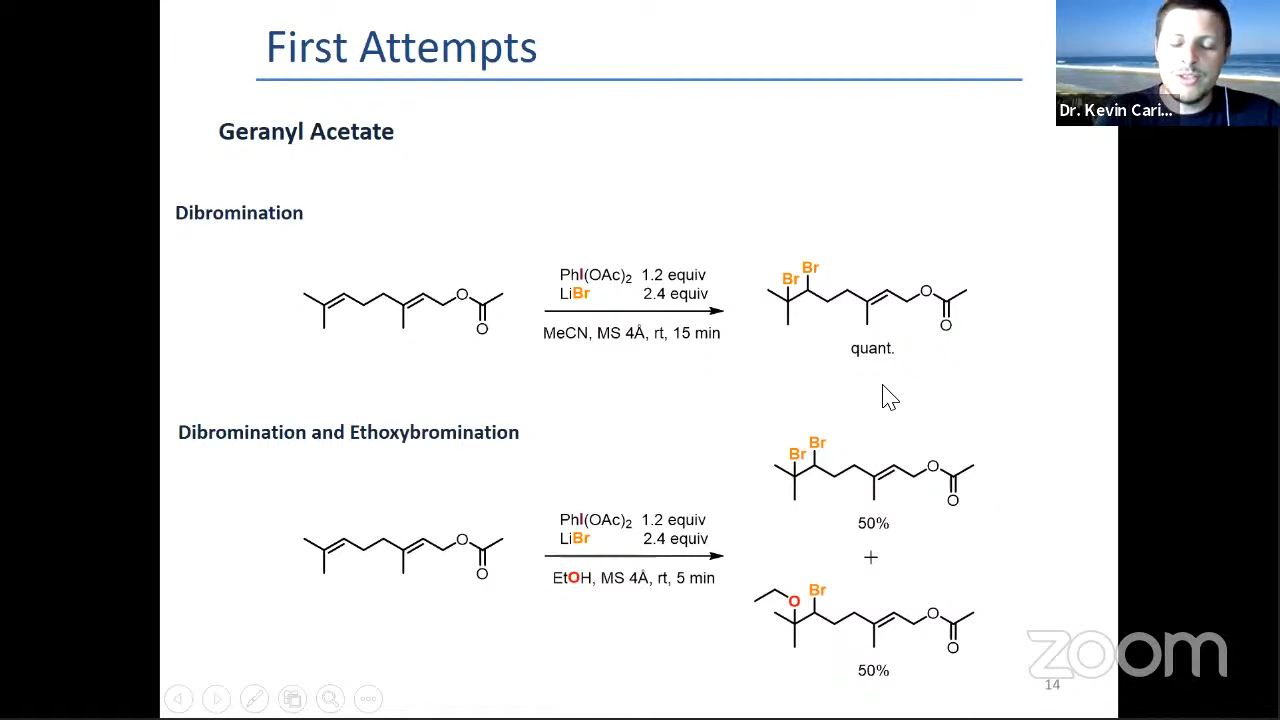 First Attempts
Dr. Kevin Cari...
Geranyl Acetate
Dibromination
PhI(OAc)2 1.2 equiv
LiBr 2.4 equiv
MeCN, MS 4Å, rt, 15 min
O
O
Br
Br
O
O
quant.
Dibromination and Ethoxybromination
PhI(OAc)2 1.2 equiv
LiBr 2.4 equiv
EtOH, MS 4Å, rt, 5 min
O
O
Br
Br
O
O
50%
+
O
Br
O
O
50%
zoom
14